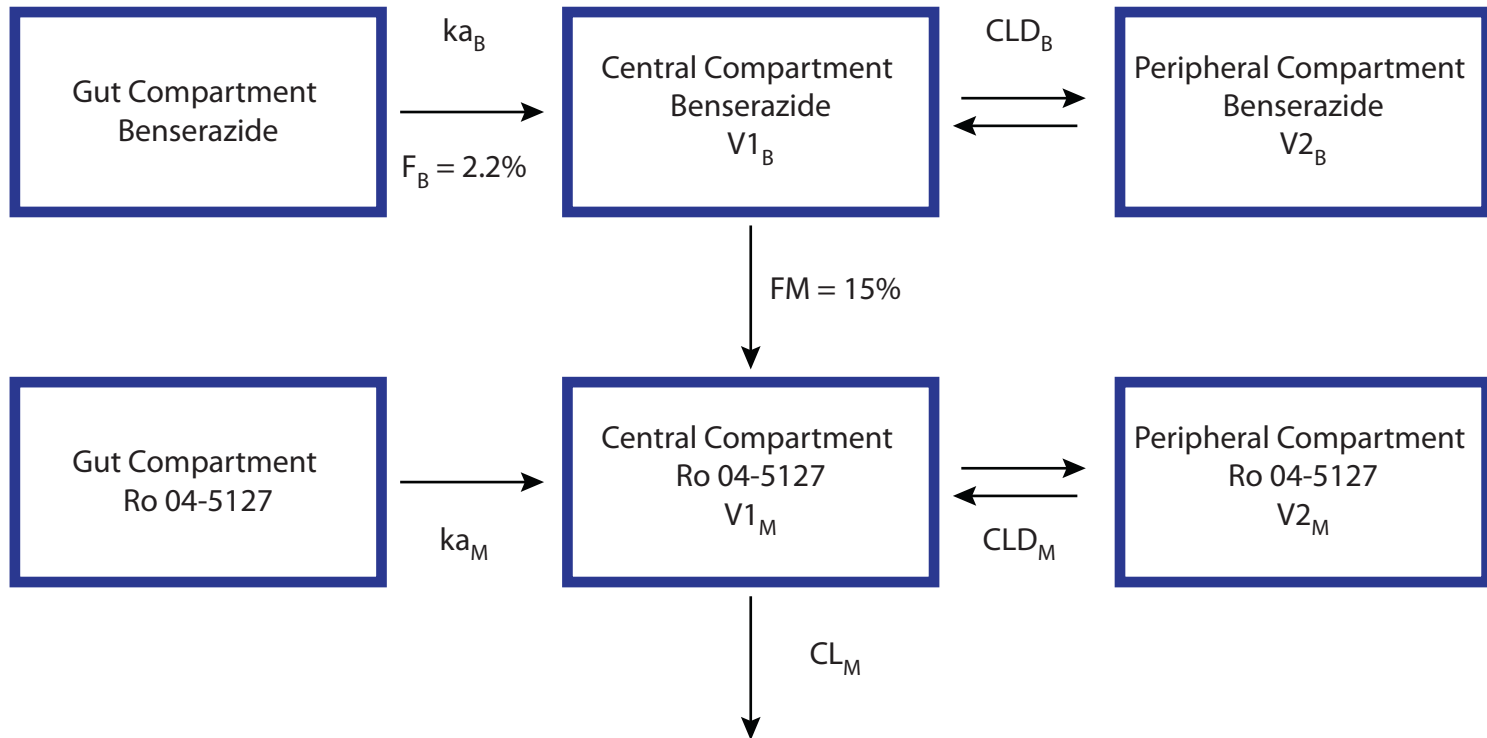 ka_B
CLD_B
Gut Compartment
Benserazide
Central Compartment
Benserazide
V1_B
Peripheral Compartment
Benserazide
V2_B
F_B = 2.2%
FM = 15%
Gut Compartment
Ro 04-5127
Central Compartment
Ro 04-5127
V1_M
Peripheral Compartment
Ro 04-5127
V2_M
ka_M
CLD_M
CL_M